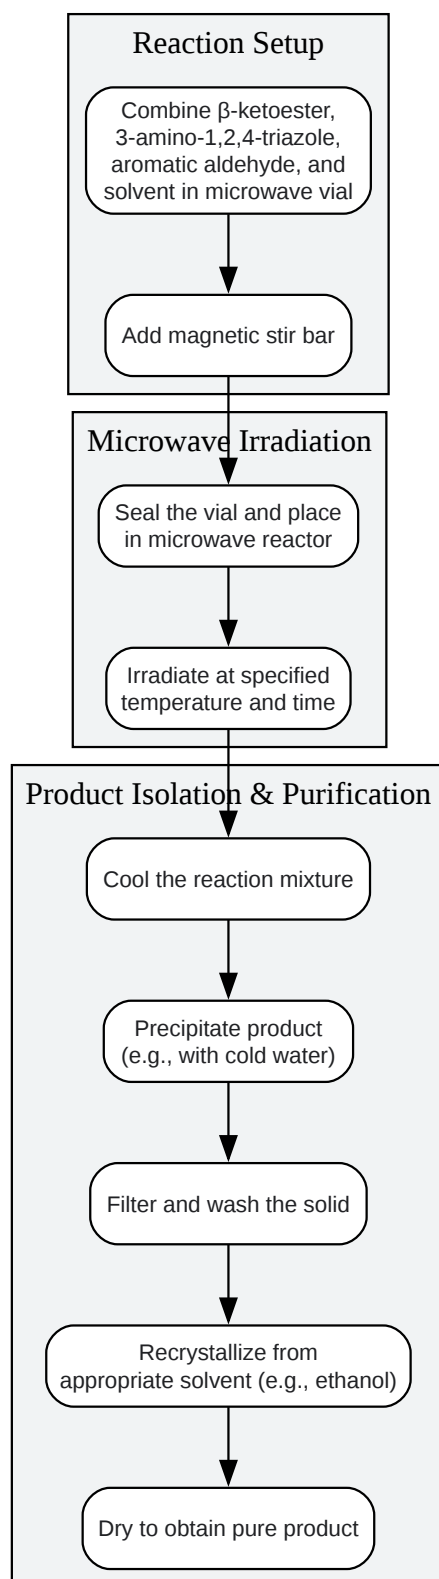 Reaction Setup
Combine β-ketoester,
3-amino-1,2,4-triazole,
aromatic aldehyde, and
solvent in microwave vial
Add magnetic stir bar
Microwave Irradiation
Seal the vial and place
in microwave reactor
Irradiate at specified
temperature and time
Product Isolation & Purification
Cool the reaction mixture
Precipitate product
(e.g., with cold water)
Filter and wash the solid
Recrystallize from
appropriate solvent (e.g., ethanol)
Dry to obtain pure product